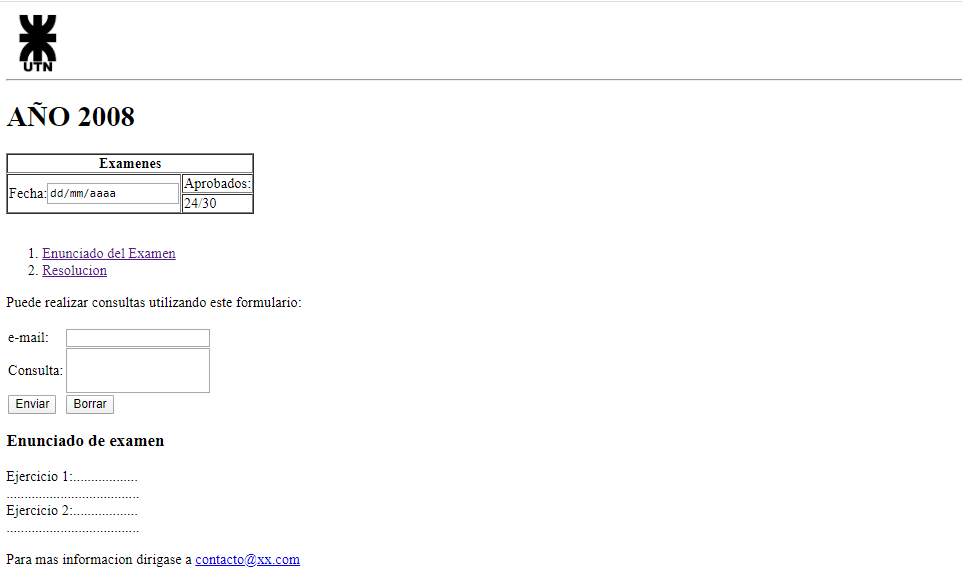 UTN
AÑO 2008
Examenes
Fecha: dd/mm/aaaa
Aprobados:
24/30
1. Enunciado del Examen
2. Resolucion
Puede realizar consultas utilizando este formulario:
e-mail:
Consulta:
Enviar Borrar
Enunciado de examen
Ejercicio 1:..................
.....................................
Ejercicio 2:..................
.....................................
Para mas informacion dirigase a contacto@xx.com